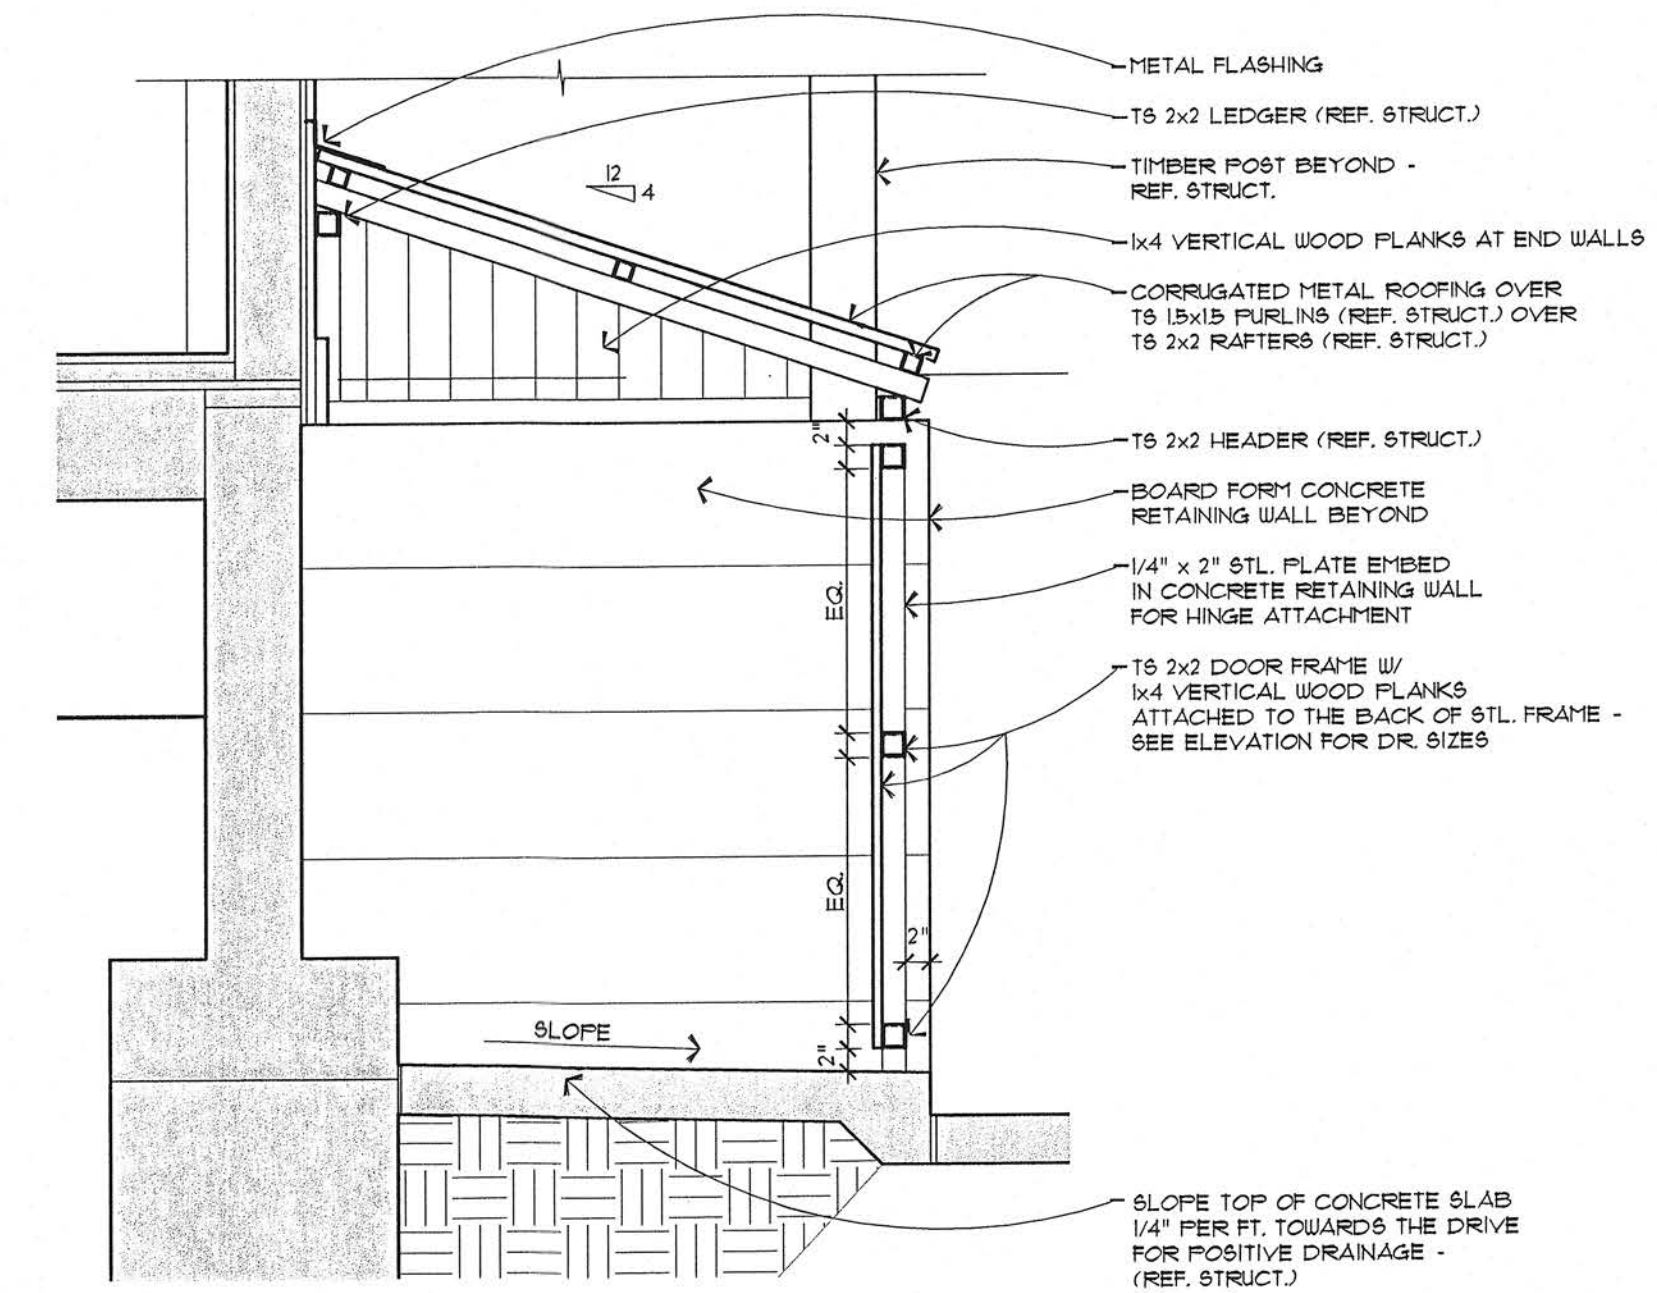 METAL FLASHING
TS 2x2 LEDGER (REF. STRUCT.)
TIMBER POST BEYOND -
REF. STRUCT.
12
4
1x4 VERTICAL WOOD PLANKS AT END WALLS
CORRUGATED METAL ROOFING OVER
TS 1.5x1.5 PURLINS (REF. STRUCT.) OVER
TS 2x2 RAFTERS (REF. STRUCT.)
2"
TS 2x2 HEADER (REF. STRUCT.)
BOARD FORM CONCRETE
RETAINING WALL BEYOND
1/4" x 2" STL. PLATE EMBED
IN CONCRETE RETAINING WALL
FOR HINGE ATTACHMENT
EQ.
TS 2x2 DOOR FRAME W/
1x4 VERTICAL WOOD PLANKS
ATTACHED TO THE BACK OF STL. FRAME -
SEE ELEVATION FOR DR. SIZES
EQ.
2"
SLOPE
2"
SLOPE TOP OF CONCRETE SLAB
1/4" PER FT. TOWARDS THE DRIVE
FOR POSITIVE DRAINAGE -
(REF. STRUCT.)